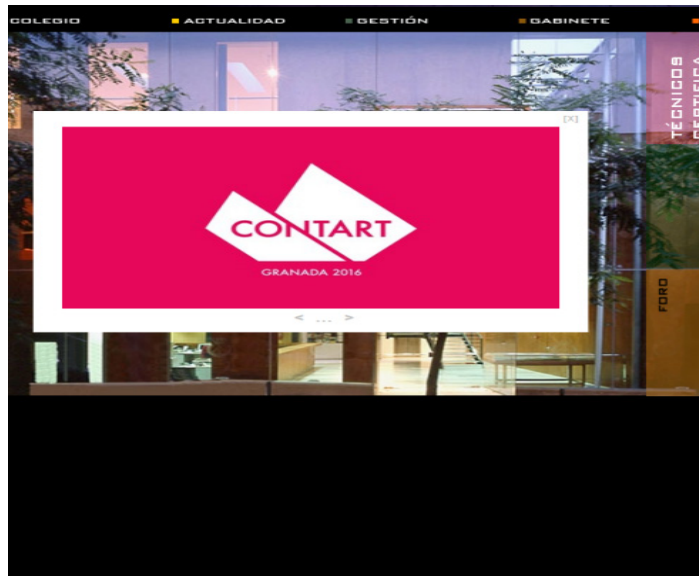 COLEGIO
ACTUALIDAD
GESTIÓN
GABINETE
TÉCNICOS
[X]
CONTART
GRANADA 2016
FORO
< ... >